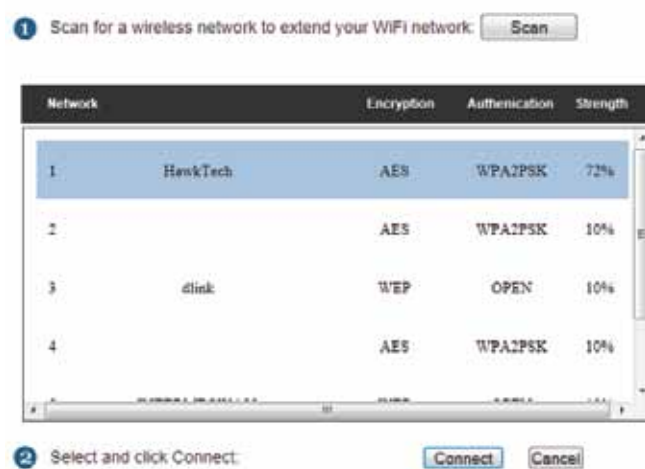 1 Scan for a wireless network to extend your WiFi network: Scan
Network Encryption Authenication Strength
1 HawkTech AES WPA2PSK 72%
2 AES WPA2PSK 10%
3 dlink WEP OPEN 10%
4 AES WPA2PSK 10%
2 Select and click Connect: Connect Cancel